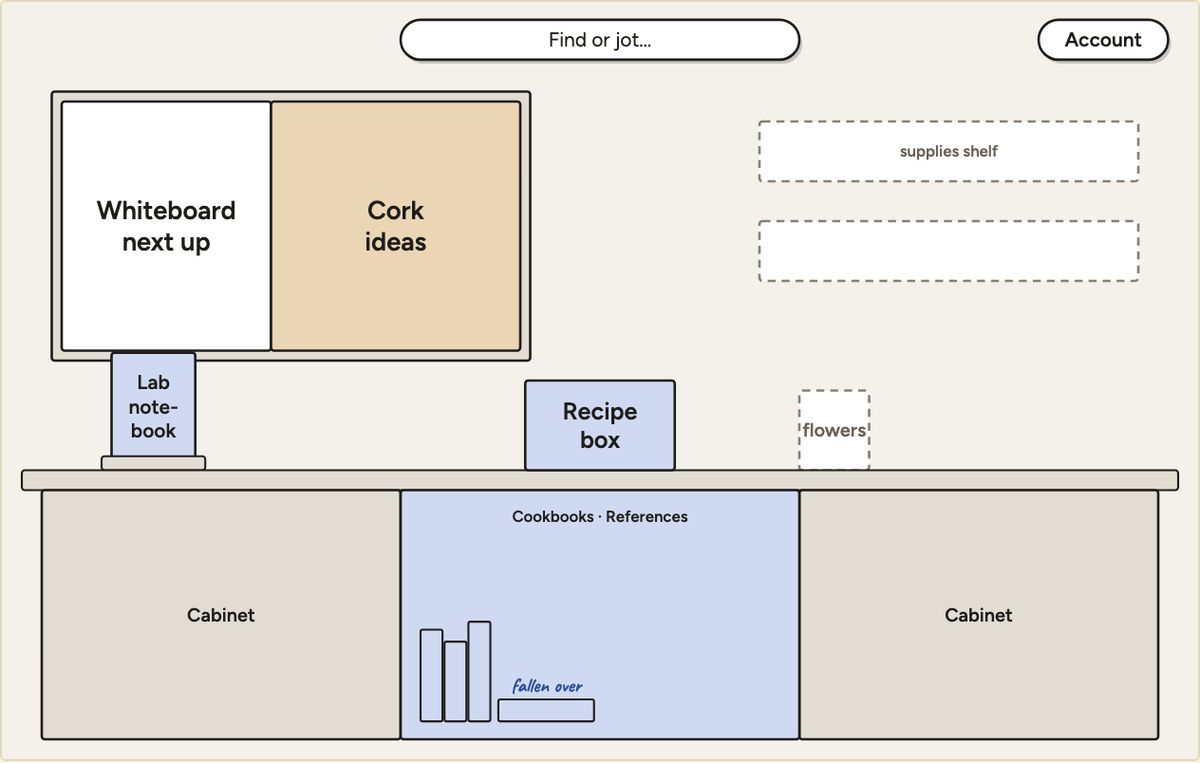 Find or jot...
Account
Whiteboard
next up
Cork
ideas
supplies shelf
Lab
note-
book
Recipe
box
flowers
Cookbooks · References
Cabinet
Cabinet
fallen over